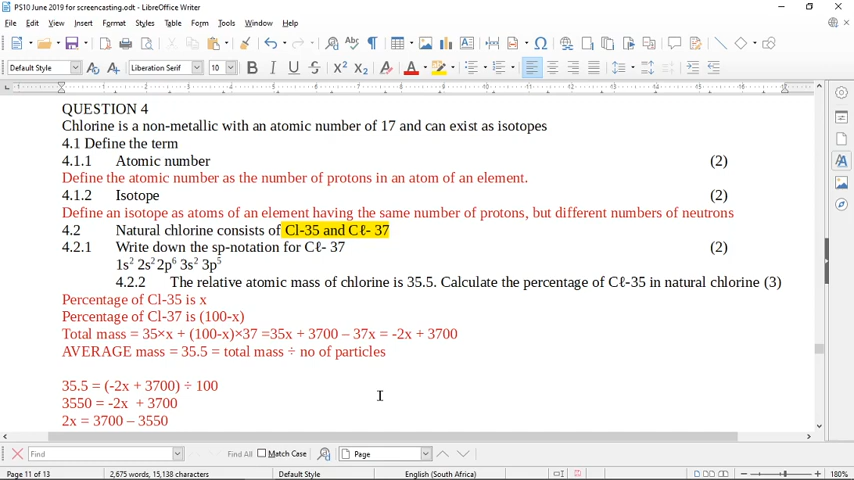 PS10 June 2019 for screencasting.odt - LibreOffice Writer
File Edit View Insert Format Styles Table Form Tools Window Help
Default Style Liberation Serif 10
QUESTION 4
Chlorine is a non-metallic with an atomic number of 17 and can exist as isotopes
4.1 Define the term
4.1.1 Atomic number (2)
Define the atomic number as the number of protons in an atom of an element.
4.1.2 Isotope (2)
Define an isotope as atoms of an element having the same number of protons, but different numbers of neutrons
4.2 Natural chlorine consists of Cl-35 and Cℓ- 37
4.2.1 Write down the sp-notation for Cℓ- 37 (2)
1s² 2s² 2p⁶ 3s² 3p⁵
4.2.2 The relative atomic mass of chlorine is 35.5. Calculate the percentage of Cℓ-35 in natural chlorine (3)
Percentage of Cl-35 is x
Percentage of Cl-37 is (100-x)
Total mass = 35×x + (100-x)×37 =35x + 3700 – 37x = -2x + 3700
AVERAGE mass = 35.5 = total mass ÷ no of particles
35.5 = (-2x + 3700) ÷ 100
3550 = -2x + 3700
2x = 3700 – 3550
Find Find All Match Case Page
Page 11 of 13 2,675 words, 15,138 characters Default Style English (South Africa) 180%